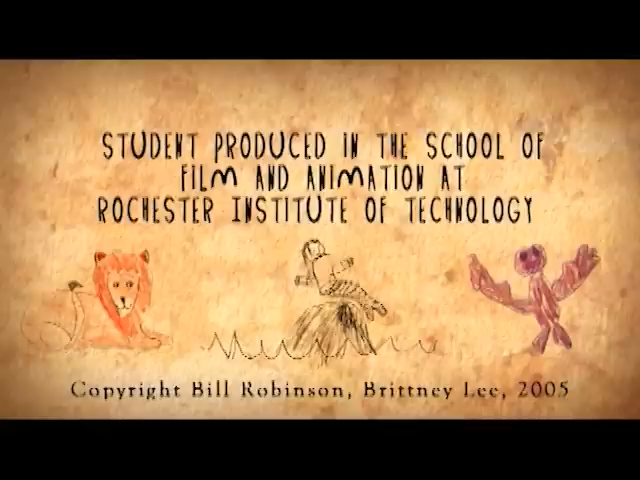 STUDENT PRODUCED IN THE SCHOOL OF
FILM AND ANIMATION AT
ROCHESTER INSTITUTE OF TECHNOLOGY
Copyright Bill Robinson, Brittney Lee, 2005